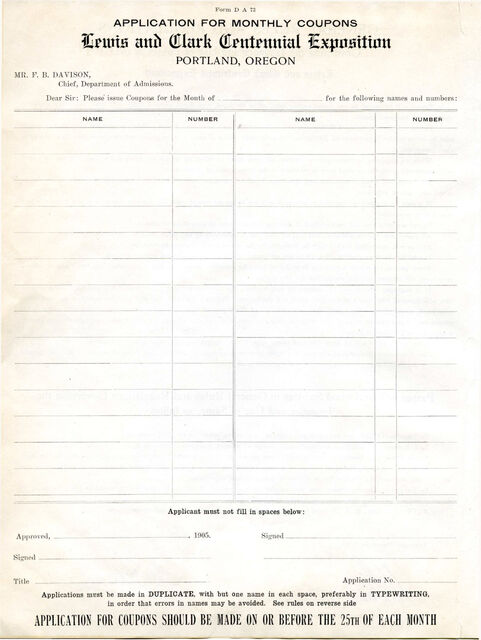 Form D A 73
APPLICATION FOR MONTHLY COUPONS
Lewis and Clark Centennial Exposition
PORTLAND, OREGON
MR. F. B. DAVISON,
Chief, Department of Admissions.
Dear Sir: Please issue Coupons for the Month of for the following names and numbers:
NAME NUMBER NAME NUMBER
Applicant must not fill in spaces below:
Approved, , 1905. Signed
Signed
Title Application No.
Applications must be made in DUPLICATE, with but one name in each space, preferably in TYPEWRITING,
in order that errors in names may be avoided. See rules on reverse side
APPLICATION FOR COUPONS SHOULD BE MADE ON OR BEFORE THE 25TH OF EACH MONTH